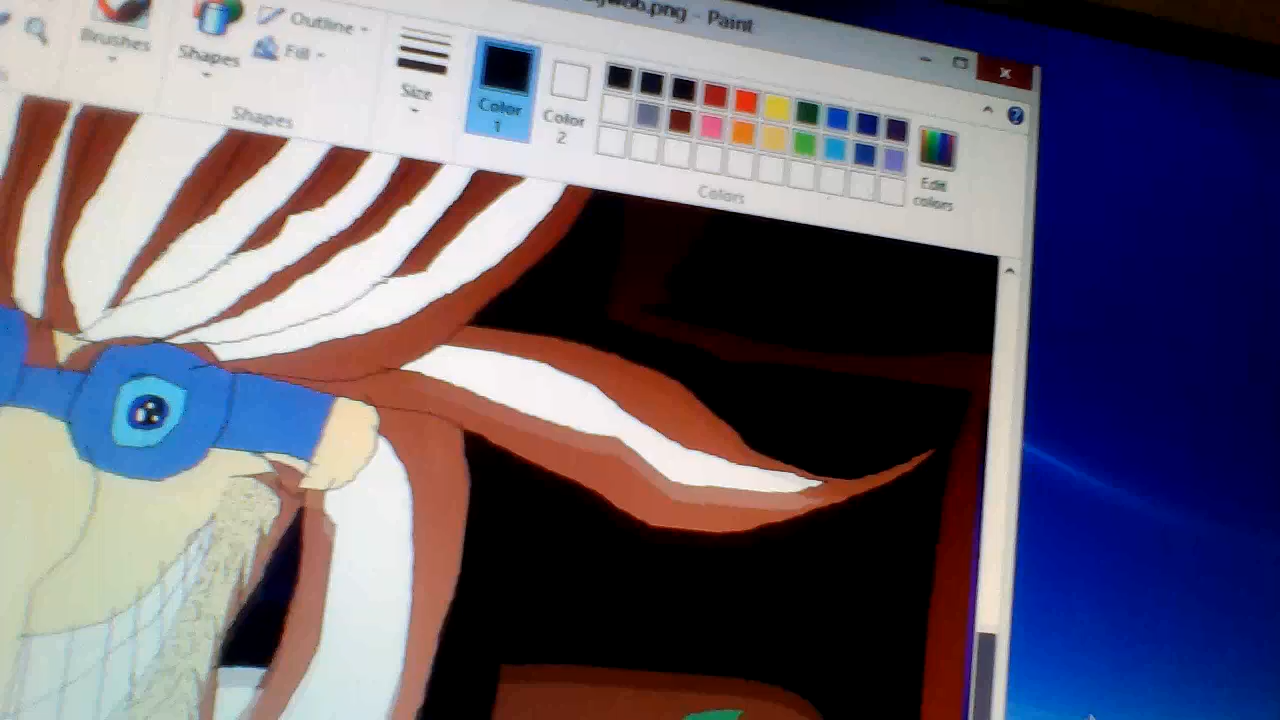 .png - Paint
Outline
Brushes
Shapes
Fill
Size
Color
1
Color
2
Shapes
Colors
Edit
colors